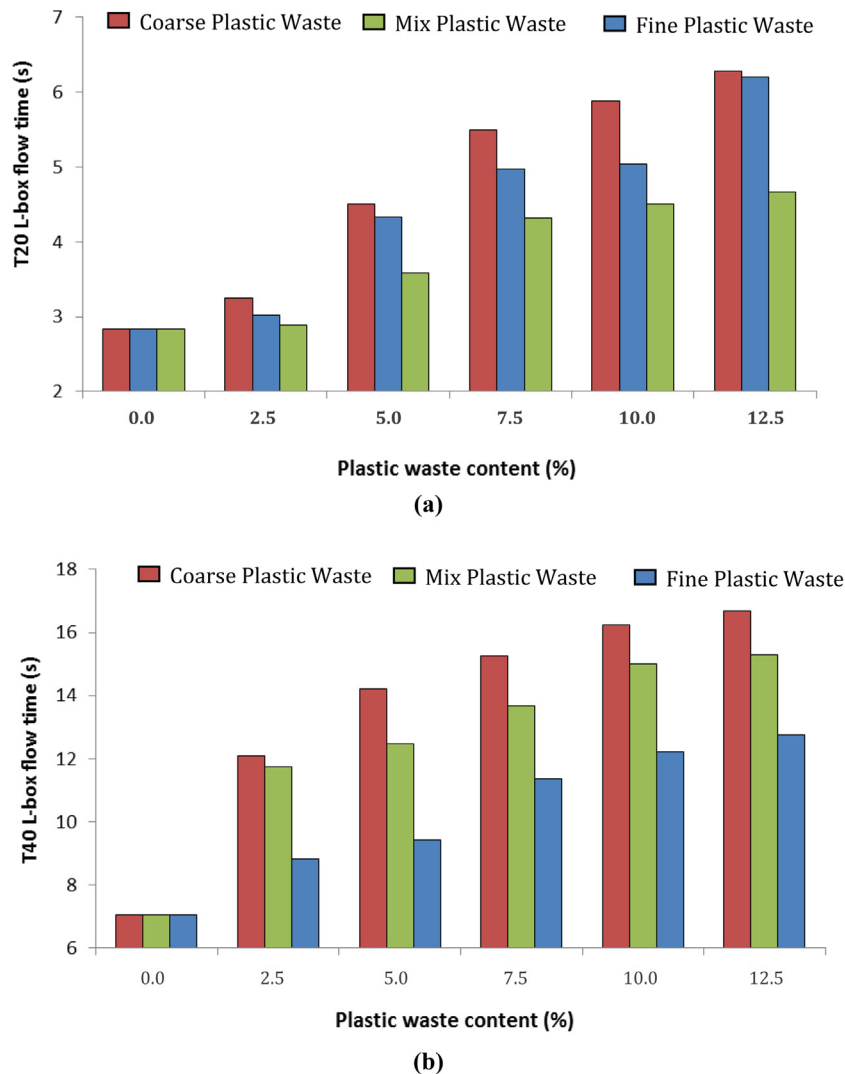 Coarse Plastic Waste Mix Plastic Waste Fine Plastic Waste
T20 L-box flow time (s)
7
6
5
4
3
2
0.0 2.5 5.0 7.5 10.0 12.5
Plastic waste content (%)
(a)
Coarse Plastic Waste Mix Plastic Waste Fine Plastic Waste
T40 L-box flow time (s)
18
16
14
12
10
8
6
0.0 2.5 5.0 7.5 10.0 12.5
Plastic waste content (%)
(b)